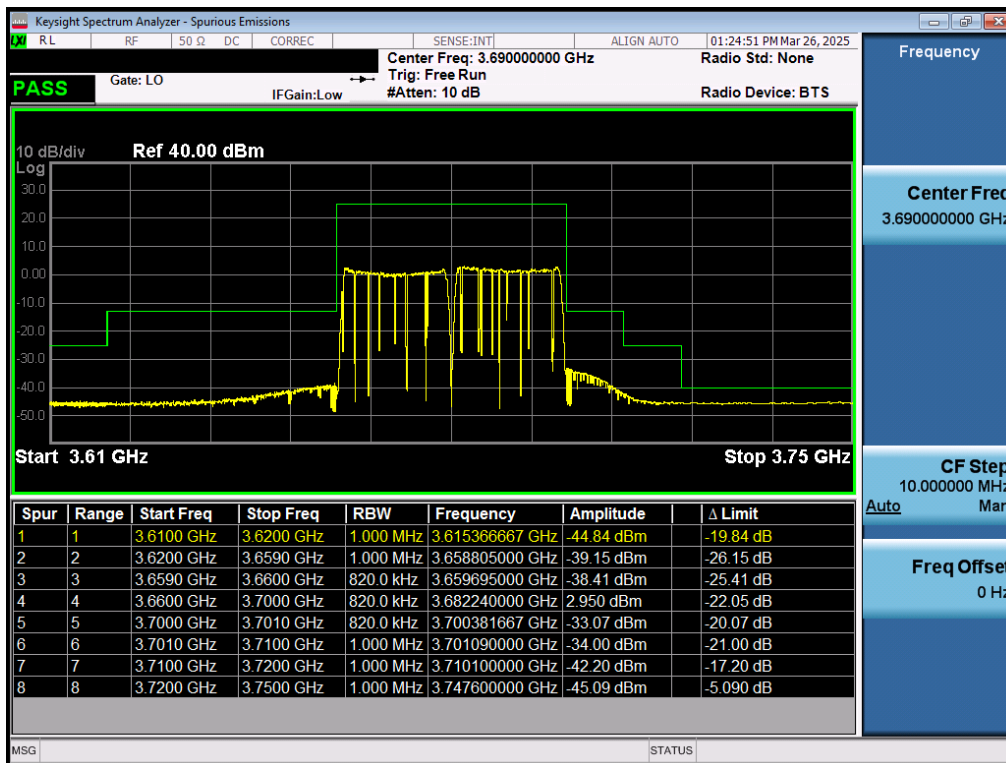 Keysight Spectrum Analyzer - Spurious Emissions
LXI RL RF 50 Ω DC CORREC SENSE:INT ALIGN AUTO 01:24:51 PM Mar 26, 2025
Center Freq: 3.690000000 GHz Radio Std: None
Gate: LO Trig: Free Run
PASS IFGain:Low #Atten: 10 dB Radio Device: BTS
10 dB/div Ref 40.00 dBm
Log
30.0
20.0
10.0
0.00
-10.0
-20.0
-30.0
-40.0
-50.0
Start 3.61 GHz Stop 3.75 GHz
Spur Range Start Freq Stop Freq RBW Frequency Amplitude Δ Limit
1 1 3.6100 GHz 3.6200 GHz 1.000 MHz 3.615366667 GHz -44.84 dBm -19.84 dB
2 2 3.6200 GHz 3.6590 GHz 1.000 MHz 3.658805000 GHz -39.15 dBm -26.15 dB
3 3 3.6590 GHz 3.6600 GHz 820.0 kHz 3.659695000 GHz -38.41 dBm -25.41 dB
4 4 3.6600 GHz 3.7000 GHz 820.0 kHz 3.682240000 GHz 2.950 dBm -22.05 dB
5 5 3.7000 GHz 3.7010 GHz 820.0 kHz 3.700381667 GHz -33.07 dBm -20.07 dB
6 6 3.7010 GHz 3.7100 GHz 1.000 MHz 3.701090000 GHz -34.00 dBm -21.00 dB
7 7 3.7100 GHz 3.7200 GHz 1.000 MHz 3.710100000 GHz -42.20 dBm -17.20 dB
8 8 3.7200 GHz 3.7500 GHz 1.000 MHz 3.747600000 GHz -45.09 dBm -5.090 dB
MSG STATUS
Frequency
Center Freq
3.690000000 GHz
CF Step
10.000000 MHz
Auto Man
Freq Offset
0 Hz